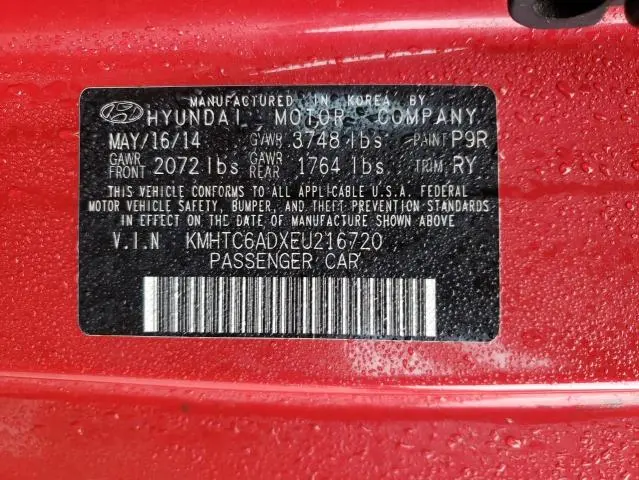 MANUFACTURED IN KOREA BY
HYUNDAI MOTOR COMPANY
MAY/16/14 GVWR 3748 lbs PAINT P9R
GAWR FRONT 2072 lbs GAWR REAR 1764 lbs TRIM RY
THIS VEHICLE CONFORMS TO ALL APPLICABLE U.S.A. FEDERAL
MOTOR VEHICLE SAFETY, BUMPER, AND THEFT PREVENTION STANDARDS
IN EFFECT ON THE DATE OF MANUFACTURE SHOWN ABOVE
V.I.N KMHTC6ADXEU216720
PASSENGER CAR